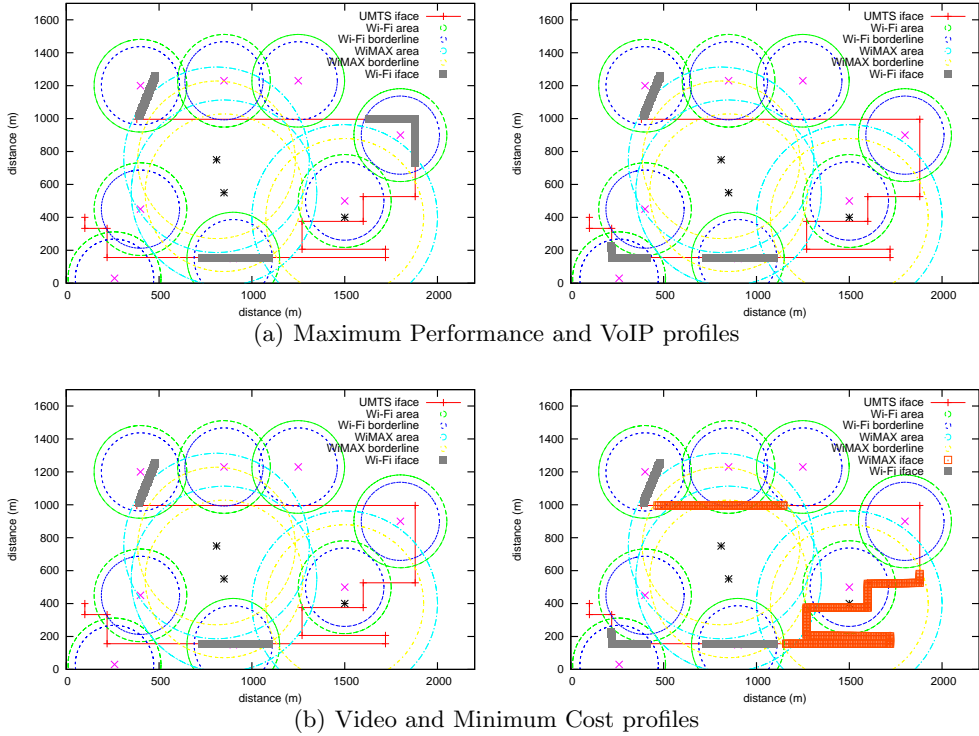 1600
1400
1200
1000
800
600
400
200
0
0 500 1000 1500 2000
distance (m)
distance (m)
UMTS iface
Wi-Fi area
Wi-Fi borderline
WiMAX area
WiMAX borderline
Wi-Fi iface
1600
1400
1200
1000
800
600
400
200
0
0 500 1000 1500 2000
distance (m)
distance (m)
UMTS iface
Wi-Fi area
Wi-Fi borderline
WiMAX area
WiMAX borderline
Wi-Fi iface
(a) Maximum Performance and VoIP profiles
1600
1400
1200
1000
800
600
400
200
0
0 500 1000 1500 2000
distance (m)
distance (m)
UMTS iface
Wi-Fi area
Wi-Fi borderline
WiMAX area
WiMAX borderline
Wi-Fi iface
1600
1400
1200
1000
800
600
400
200
0
0 500 1000 1500 2000
distance (m)
distance (m)
UMTS iface
Wi-Fi area
Wi-Fi borderline
WiMAX area
WiMAX borderline
WiMAX iface
Wi-Fi iface
(b) Video and Minimum Cost profiles